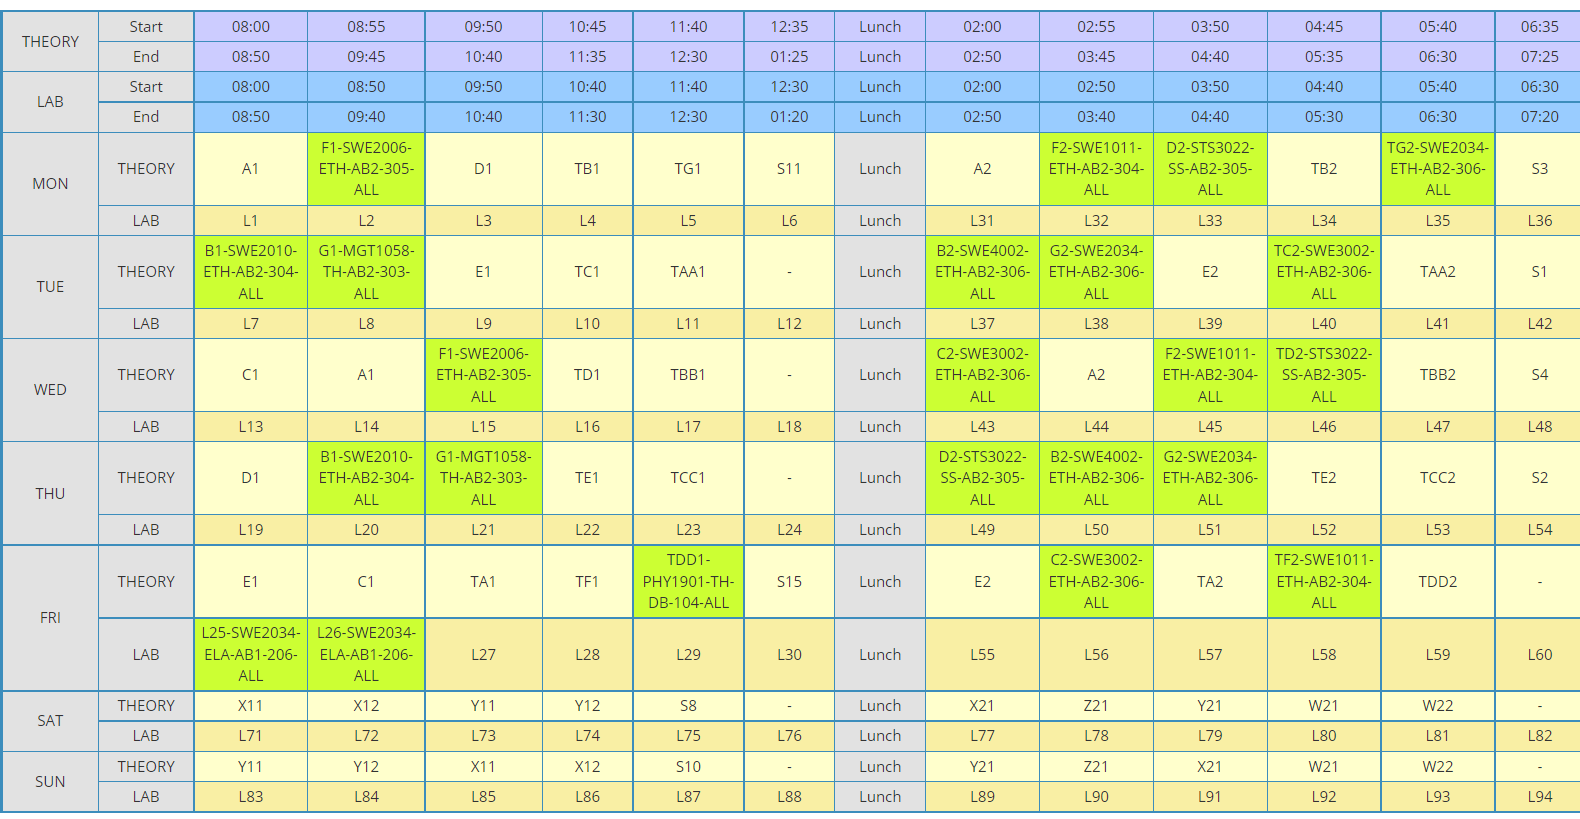 THEORY Start 08:00 08:55 09:50 10:45 11:40 12:35 Lunch 02:00 02:55 03:50 04:45 05:40 06:35
End 08:50 09:45 10:40 11:35 12:30 01:25 Lunch 02:50 03:45 04:40 05:35 06:30 07:25
LAB Start 08:00 08:50 09:50 10:40 11:40 12:30 Lunch 02:00 02:50 03:50 04:40 05:40 06:30
End 08:50 09:40 10:40 11:30 12:30 01:20 Lunch 02:50 03:40 04:40 05:30 06:30 07:20
MON THEORY A1 F1-SWE2006-ETH-AB2-305-ALL D1 TB1 TG1 S11 Lunch A2 F2-SWE1011-ETH-AB2-304-ALL D2-STS3022-SS-AB2-305-ALL TB2 TG2-SWE2034-ETH-AB2-306-ALL S3
LAB L1 L2 L3 L4 L5 L6 Lunch L31 L32 L33 L34 L35 L36
TUE THEORY B1-SWE2010-ETH-AB2-304-ALL G1-MGT1058-TH-AB2-303-ALL E1 TC1 TAA1 - Lunch B2-SWE4002-ETH-AB2-306-ALL G2-SWE2034-ETH-AB2-306-ALL E2 TC2-SWE3002-ETH-AB2-306-ALL TAA2 S1
LAB L7 L8 L9 L10 L11 L12 Lunch L37 L38 L39 L40 L41 L42
WED THEORY C1 A1 F1-SWE2006-ETH-AB2-305-ALL TD1 TBB1 - Lunch C2-SWE3002-ETH-AB2-306-ALL A2 F2-SWE1011-ETH-AB2-304-ALL TD2-STS3022-SS-AB2-305-ALL TBB2 S4
LAB L13 L14 L15 L16 L17 L18 Lunch L43 L44 L45 L46 L47 L48
THU THEORY D1 B1-SWE2010-ETH-AB2-304-ALL G1-MGT1058-TH-AB2-303-ALL TE1 TCC1 - Lunch D2-STS3022-SS-AB2-305-ALL B2-SWE4002-ETH-AB2-306-ALL G2-SWE2034-ETH-AB2-306-ALL TE2 TCC2 S2
LAB L19 L20 L21 L22 L23 L24 Lunch L49 L50 L51 L52 L53 L54
FRI THEORY E1 C1 TA1 TF1 TDD1-PHY1901-TH-DB-104-ALL S15 Lunch E2 C2-SWE3002-ETH-AB2-306-ALL TA2 TF2-SWE1011-ETH-AB2-304-ALL TDD2 -
LAB L25-SWE2034-ELA-AB1-206-ALL L26-SWE2034-ELA-AB1-206-ALL L27 L28 L29 L30 Lunch L55 L56 L57 L58 L59 L60
SAT THEORY X11 X12 Y11 Y12 S8 - Lunch X21 Z21 Y21 W21 W22 -
LAB L71 L72 L73 L74 L75 L76 Lunch L77 L78 L79 L80 L81 L82
SUN THEORY Y11 Y12 X11 X12 S10 - Lunch Y21 Z21 X21 W21 W22 -
LAB L83 L84 L85 L86 L87 L88 Lunch L89 L90 L91 L92 L93 L94